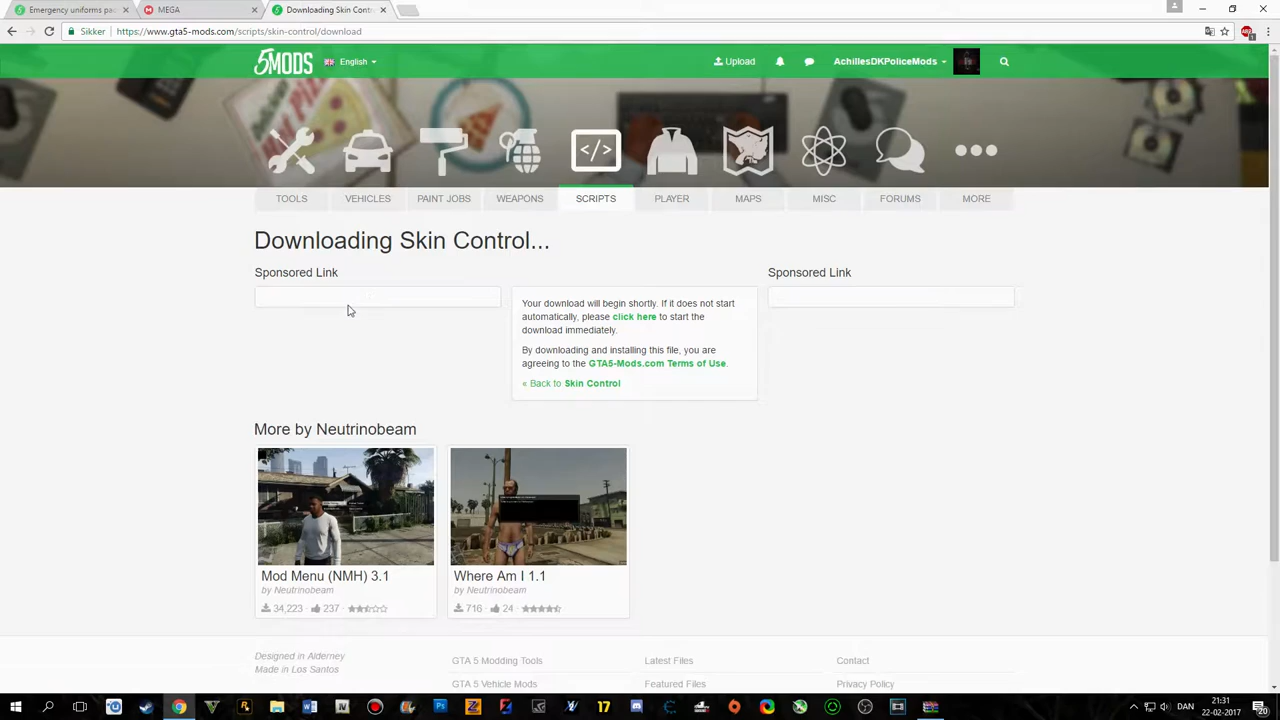 Emergency uniforms pac
MEGA
Downloading Skin Contro
Sikker
https://www.gta5-mods.com/scripts/skin-control/download
5MODS
English
Upload
AchillesDKPoliceMods
TOOLS
VEHICLES
PAINT JOBS
WEAPONS
SCRIPTS
PLAYER
MAPS
MISC
FORUMS
MORE
Downloading Skin Control...
Sponsored Link
Sponsored Link
Your download will begin shortly. If it does not start
automatically, please click here to start the
download immediately.
By downloading and installing this file, you are
agreeing to the GTA5-Mods.com Terms of Use.
« Back to Skin Control
More by Neutrinobeam
Mod Menu (NMH) 3.1
by Neutrinobeam
34,223 · 237 ·
Where Am I 1.1
by Neutrinobeam
716 · 24 ·
Designed in Alderney
Made in Los Santos
GTA 5 Modding Tools
GTA 5 Vehicle Mods
Latest Files
Featured Files
Contact
Privacy Policy
DAN
21:31
22-02-2017
20